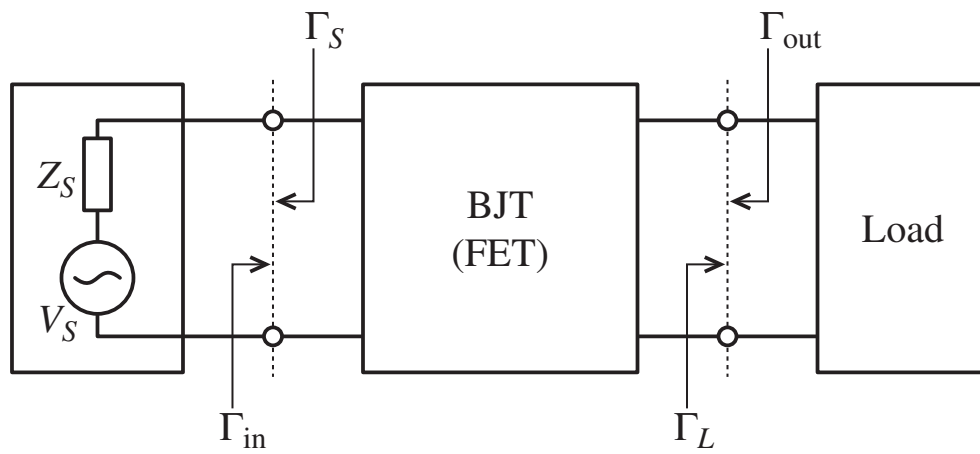 Γ_S
Γ_out
Z_S
V_S
BJT
(FET)
Load
Γ_in
Γ_L